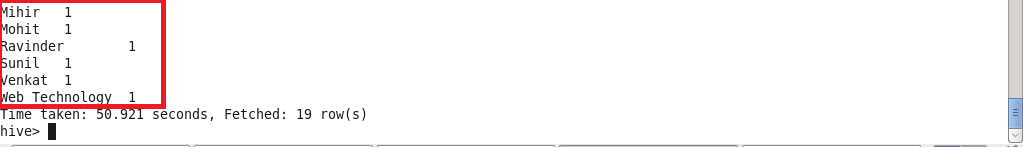 Mihir 1
Mohit 1
Ravinder 1
Sunil 1
Venkat 1
Web Technology 1
Time taken: 50.921 seconds, Fetched: 19 row(s)
hive>